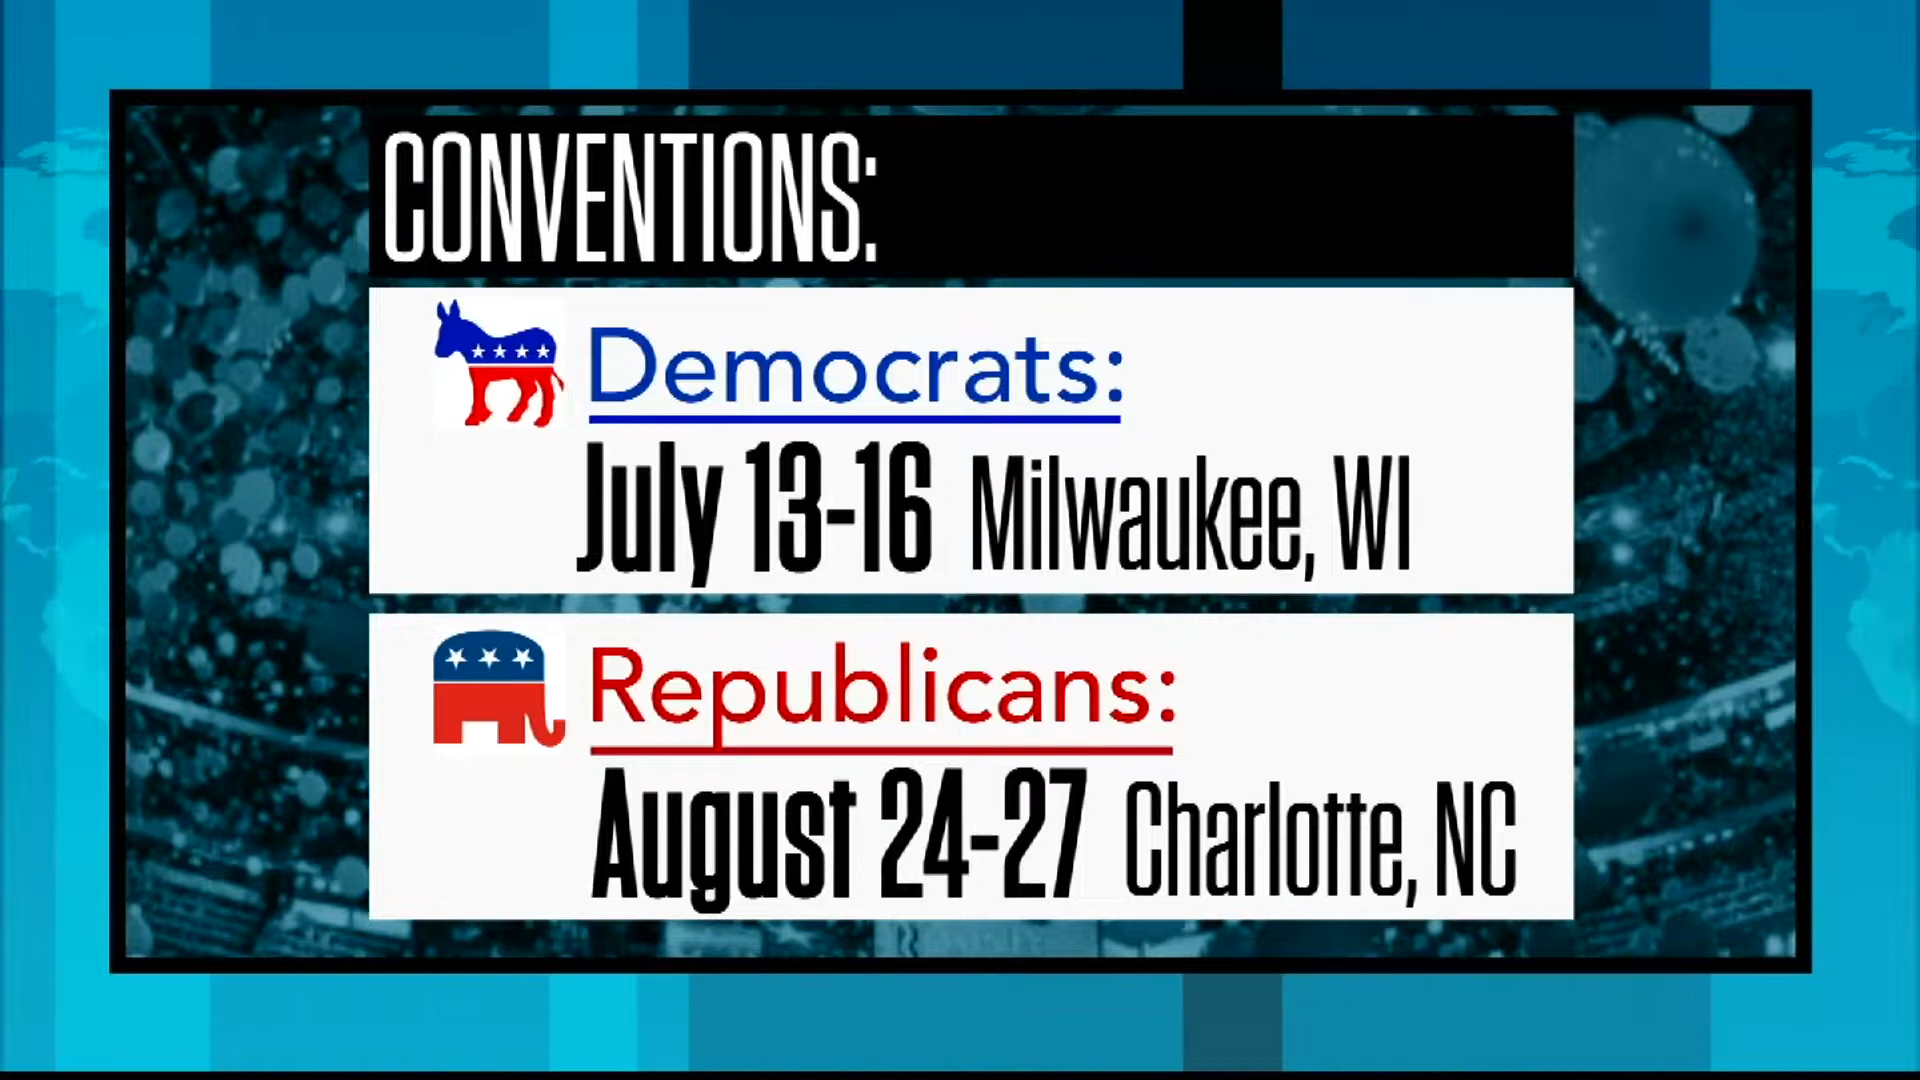 CONVENTIONS:
Democrats:
July 13-16 Milwaukee, WI
Republicans:
August 24-27 Charlotte, NC